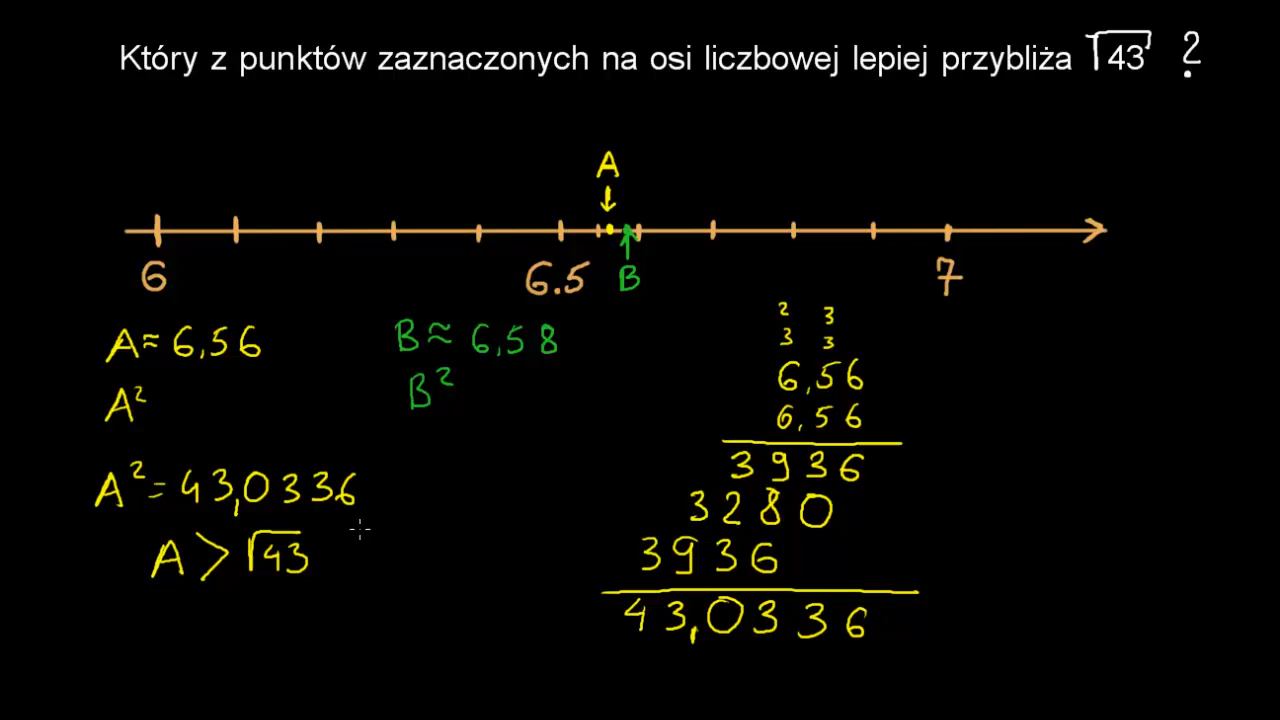 Który z punktów zaznaczonych na osi liczbowej lepiej przybliża √43 ?
A
6 6.5 B 7
A ≈ 6,56
B ≈ 6,58
A²
B²
A² = 43,0336
A > √43
2 3
3 3
6,56
6,56
3936
3280
3936
43,0336